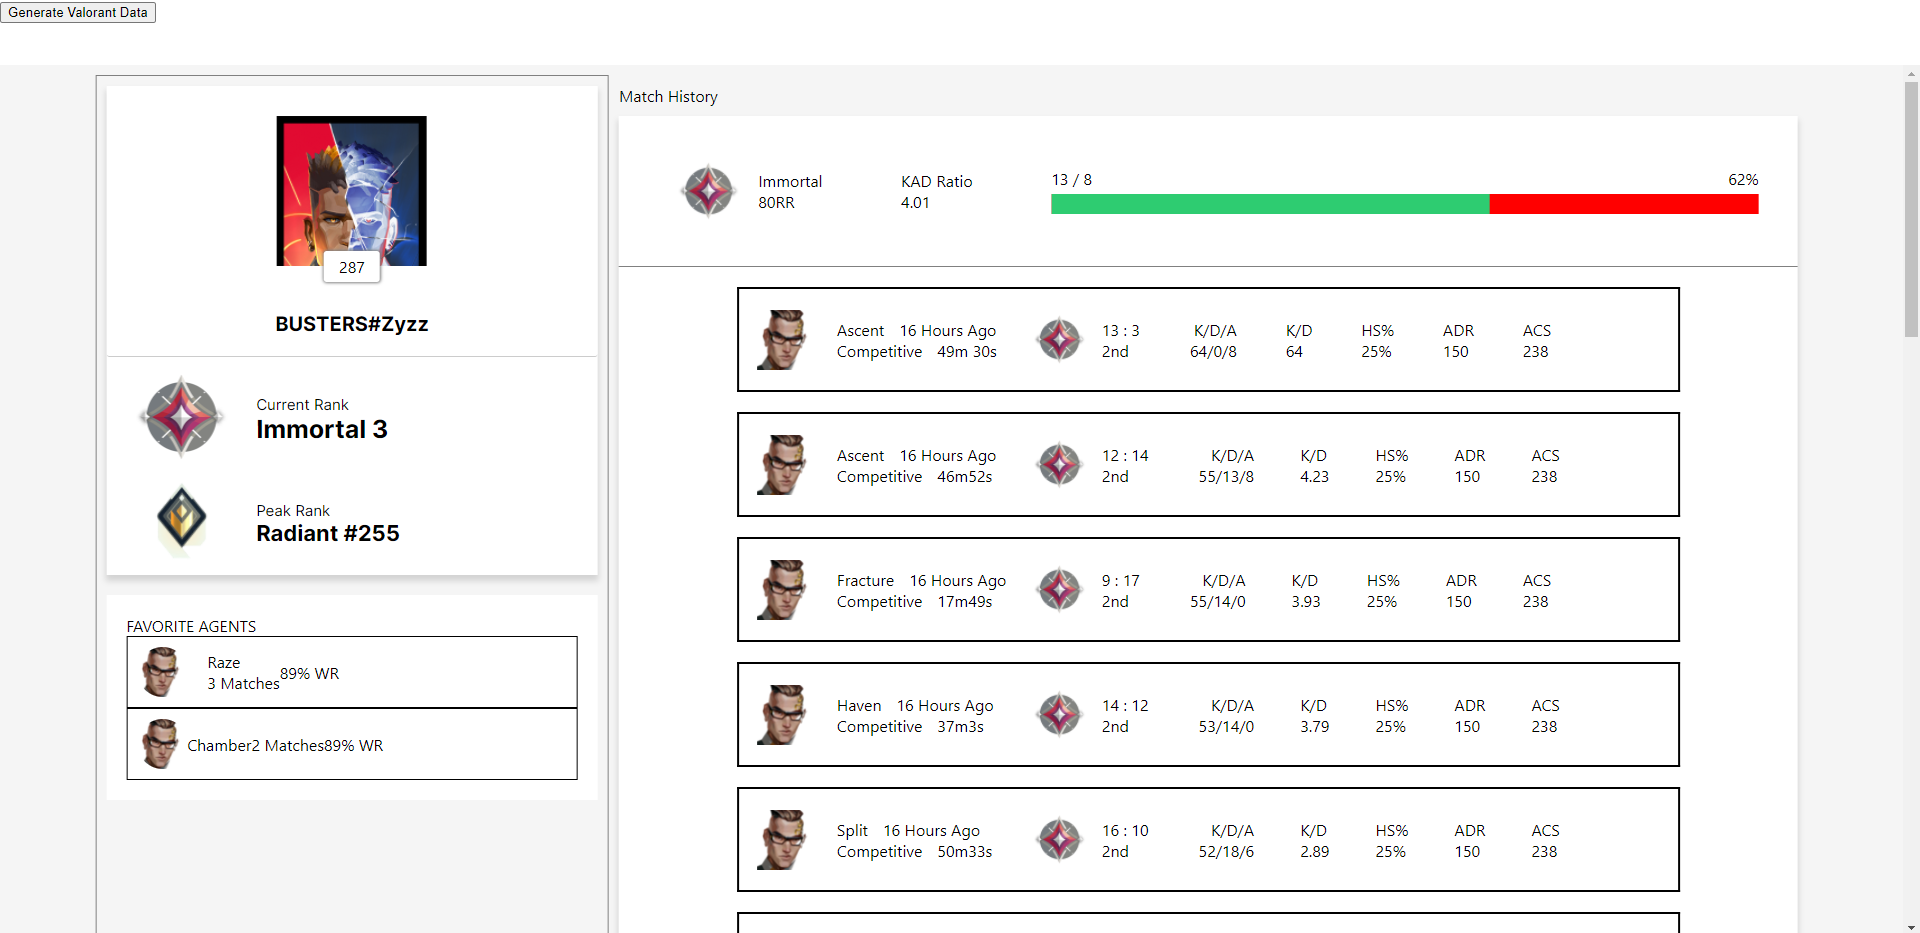 Generate Valorant Data
287
BUSTERS#Zyzz
Current Rank
Immortal 3
Peak Rank
Radiant #255
FAVORITE AGENTS
Raze
3 Matches
89% WR
Chamber2 Matches89% WR
Match History
Immortal
80RR
KAD Ratio
4.01
13 / 8
62%
Ascent 16 Hours Ago 13 : 3 K/D/A K/D HS% ADR ACS
Competitive 49m 30s 2nd 64/0/8 64 25% 150 238
Ascent 16 Hours Ago 12 : 14 K/D/A K/D HS% ADR ACS
Competitive 46m52s 2nd 55/13/8 4.23 25% 150 238
Fracture 16 Hours Ago 9 : 17 K/D/A K/D HS% ADR ACS
Competitive 17m49s 2nd 55/14/0 3.93 25% 150 238
Haven 16 Hours Ago 14 : 12 K/D/A K/D HS% ADR ACS
Competitive 37m3s 2nd 53/14/0 3.79 25% 150 238
Split 16 Hours Ago 16 : 10 K/D/A K/D HS% ADR ACS
Competitive 50m33s 2nd 52/18/6 2.89 25% 150 238